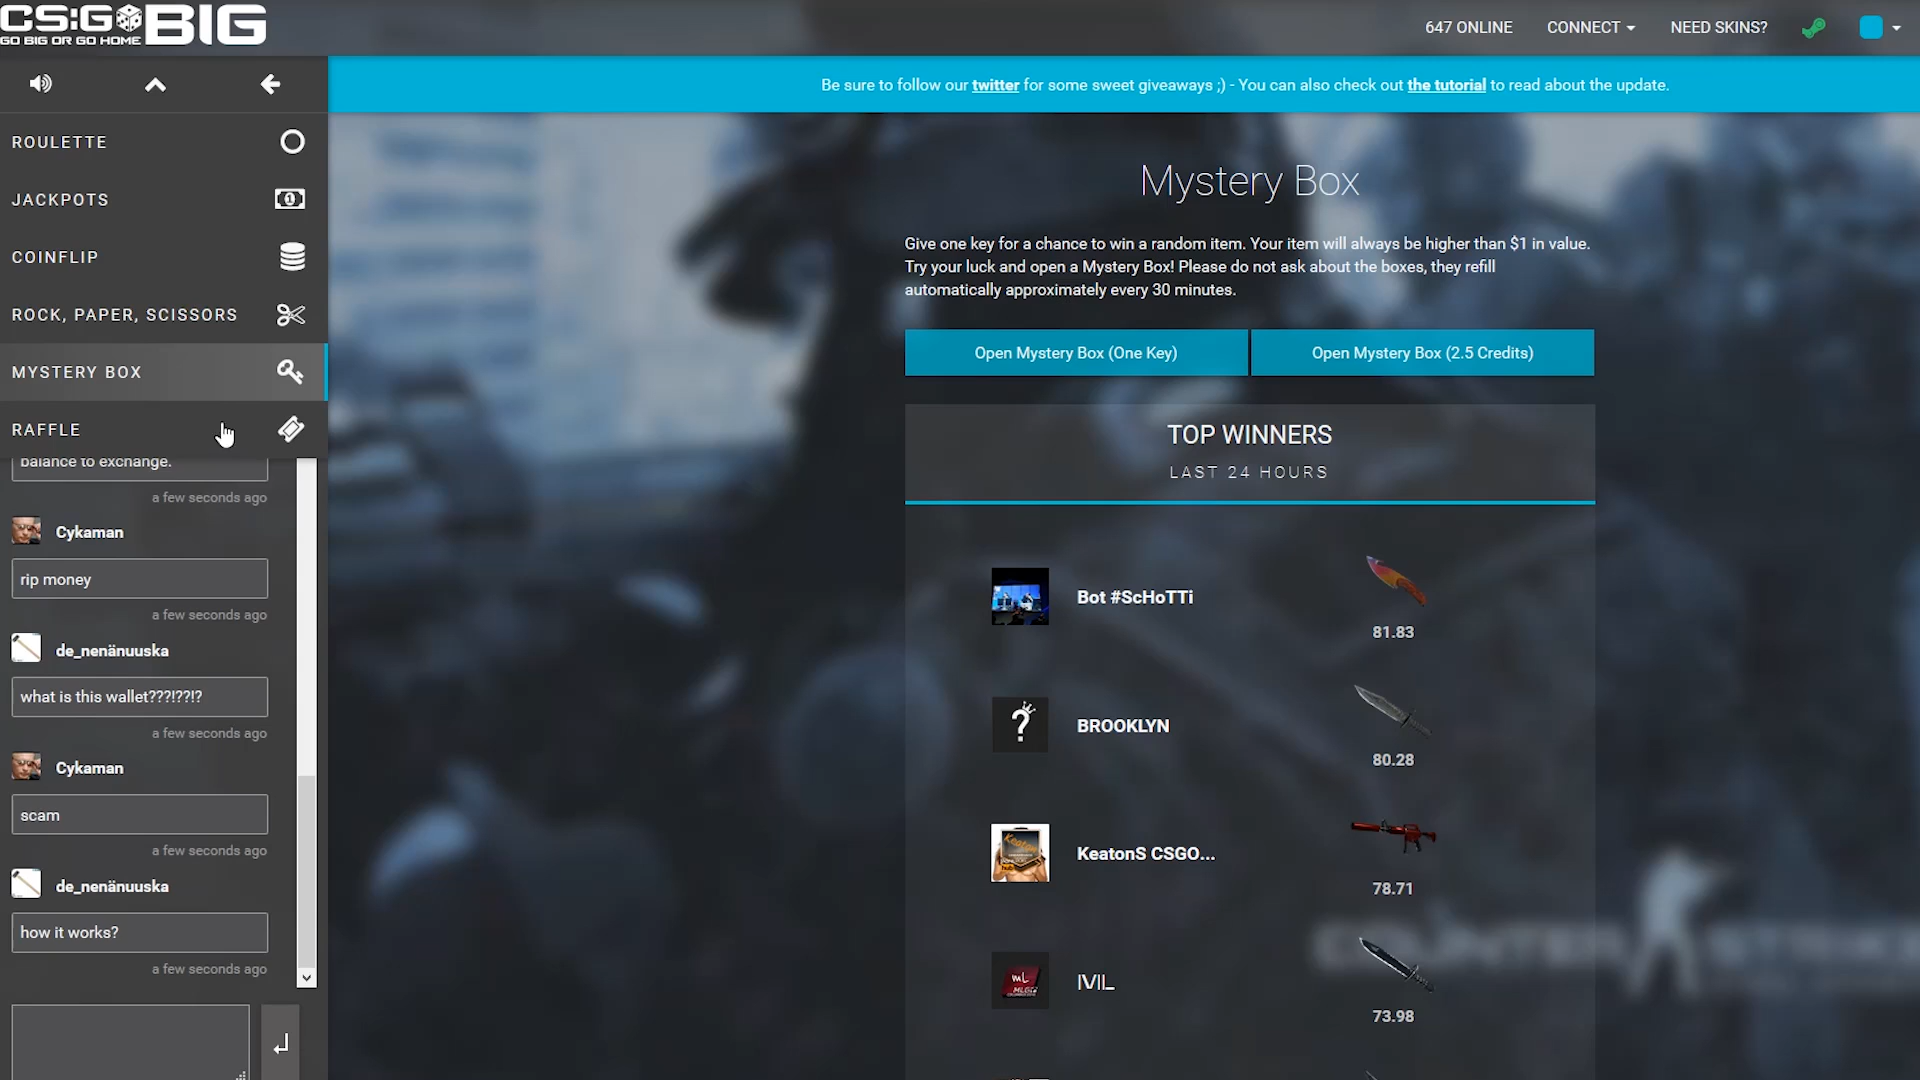 CS:GO BIG
GO BIG OR GO HOME
647 ONLINE
CONNECT
NEED SKINS?
Be sure to follow our twitter for some sweet giveaways ;) - You can also check out the tutorial to read about the update.
ROULETTE
JACKPOTS
COINFLIP
ROCK, PAPER, SCISSORS
MYSTERY BOX
RAFFLE
balance to exchange.
a few seconds ago
Cykaman
rip money
a few seconds ago
de_nenänuuska
what is this wallet???!??!?
a few seconds ago
Cykaman
scam
a few seconds ago
de_nenänuuska
how it works?
a few seconds ago
Mystery Box
Give one key for a chance to win a random item. Your item will always be higher than $1 in value.
Try your luck and open a Mystery Box! Please do not ask about the boxes, they refill
automatically approximately every 30 minutes.
Open Mystery Box (One Key)
Open Mystery Box (2.5 Credits)
TOP WINNERS
LAST 24 HOURS
Bot #ScHoTTi
81.83
BROOKLYN
80.28
KeatonS CSGO...
78.71
IVIL_
73.98
COUNTER STRIKE